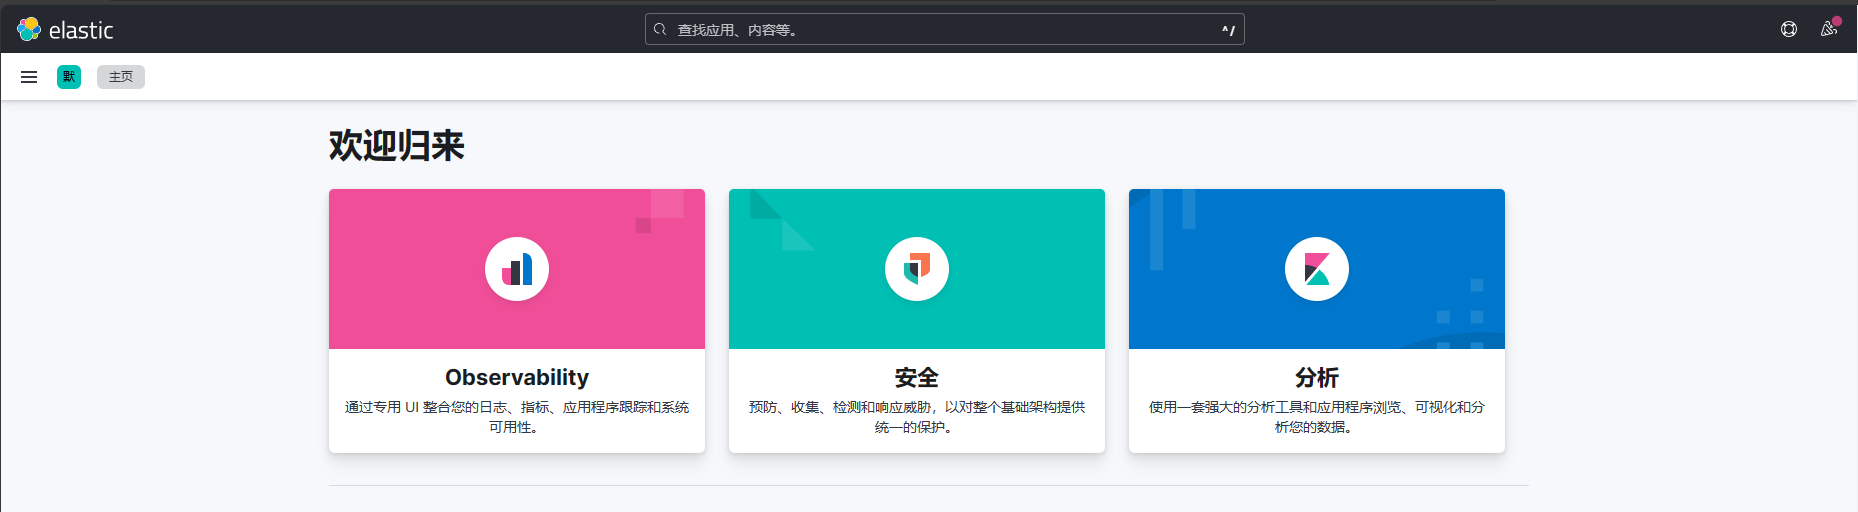 elastic
查找应用、内容等。
^/
默
主页
欢迎归来
Observability
通过专用 UI 整合您的日志、指标、应用程序跟踪和系统
可用性。
安全
预防、收集、检测和响应威胁，以对整个基础架构提供
统一的保护。
分析
使用一套强大的分析工具和应用程序浏览、可视化和分
析您的数据。